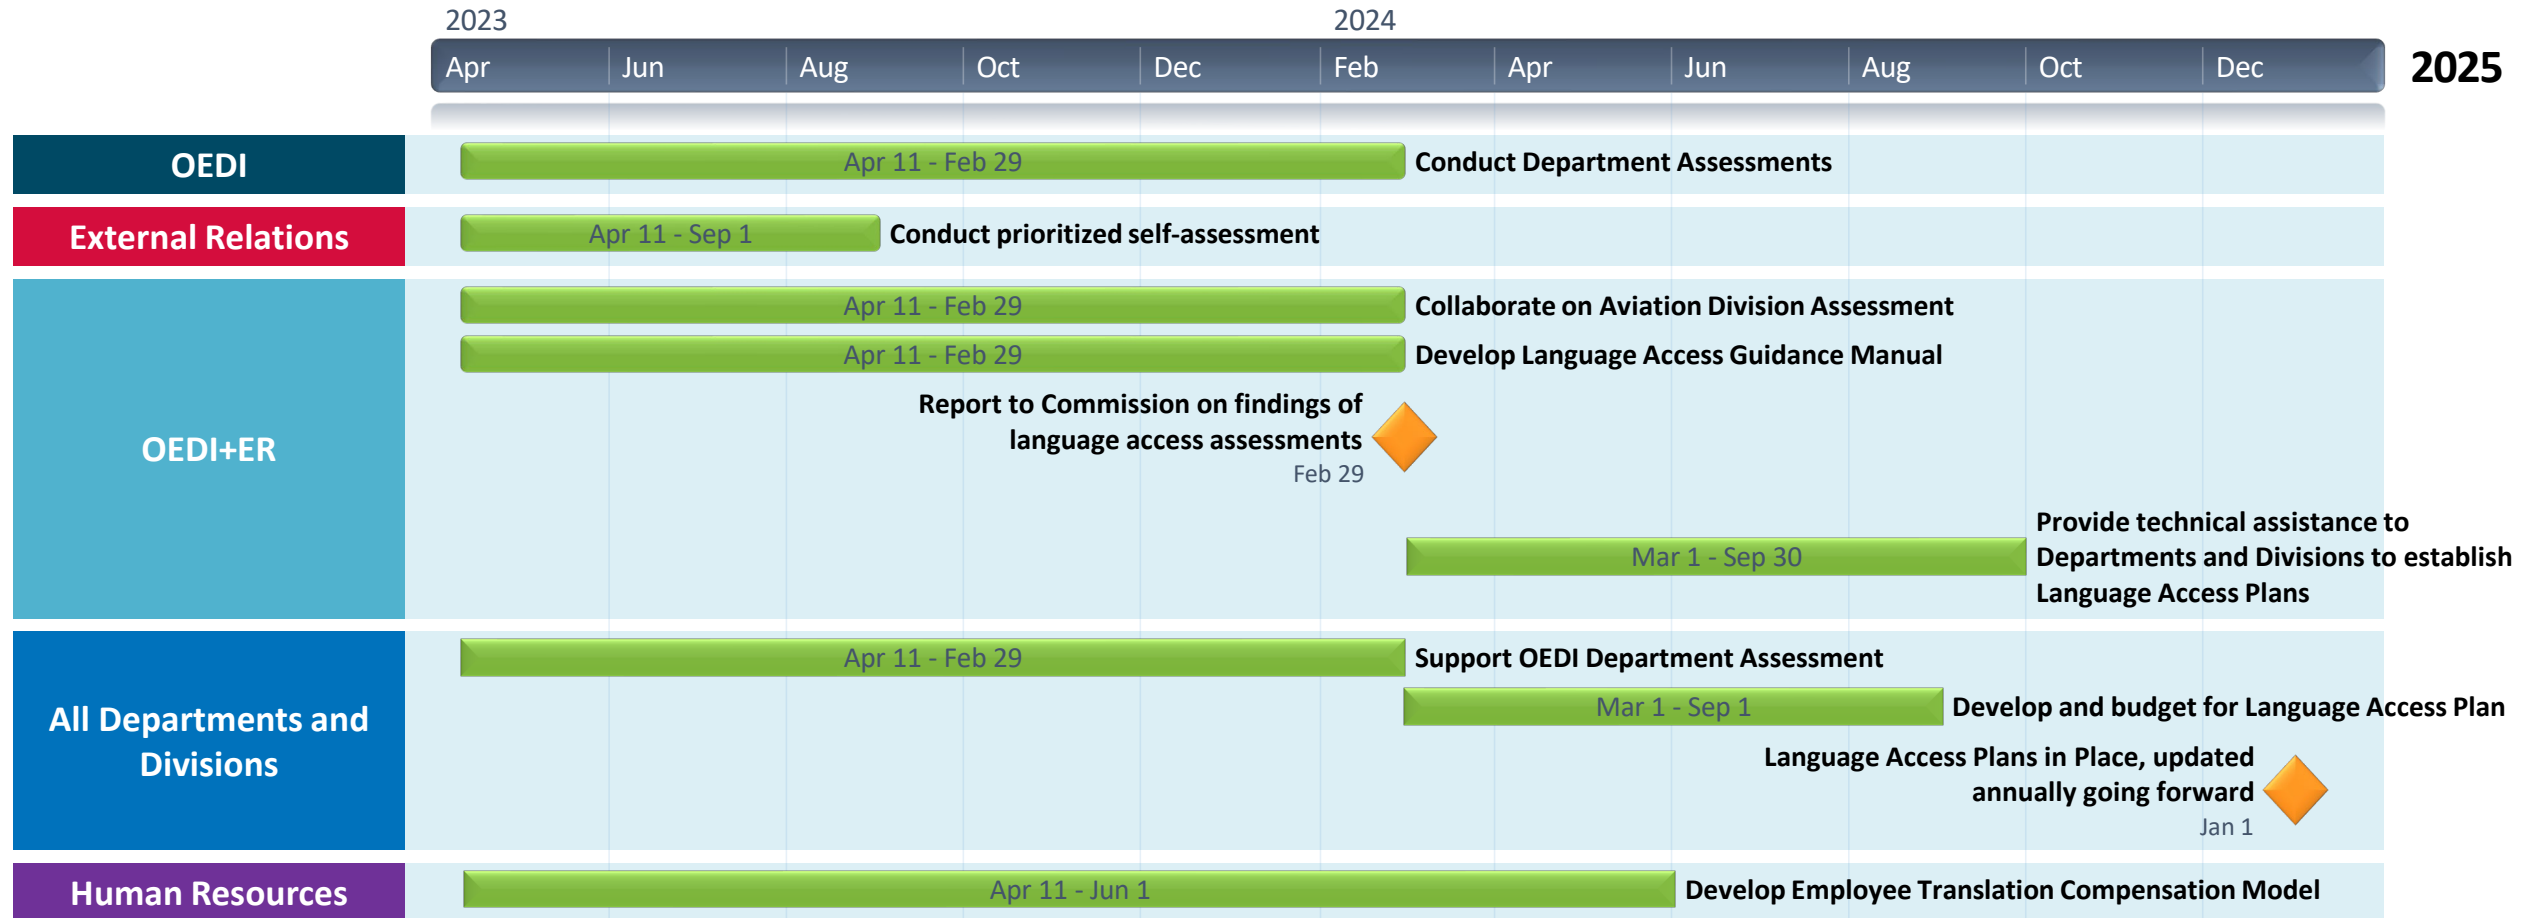 2023
2024
Apr
Jun
Aug
Oct
Dec
Feb
Apr
Jun
Aug
Oct
Dec
2025
OEDI
Apr 11 - Feb 29
Conduct Department Assessments
External Relations
Apr 11 - Sep 1
Conduct prioritized self-assessment
OEDI+ER
Apr 11 - Feb 29
Collaborate on Aviation Division Assessment
Apr 11 - Feb 29
Develop Language Access Guidance Manual
Report to Commission on findings of
language access assessments
Feb 29
Mar 1 - Sep 30
Provide technical assistance to
Departments and Divisions to establish
Language Access Plans
All Departments and
Divisions
Apr 11 - Feb 29
Support OEDI Department Assessment
Mar 1 - Sep 1
Develop and budget for Language Access Plan
Language Access Plans in Place, updated
annually going forward
Jan 1
Human Resources
Apr 11 - Jun 1
Develop Employee Translation Compensation Model